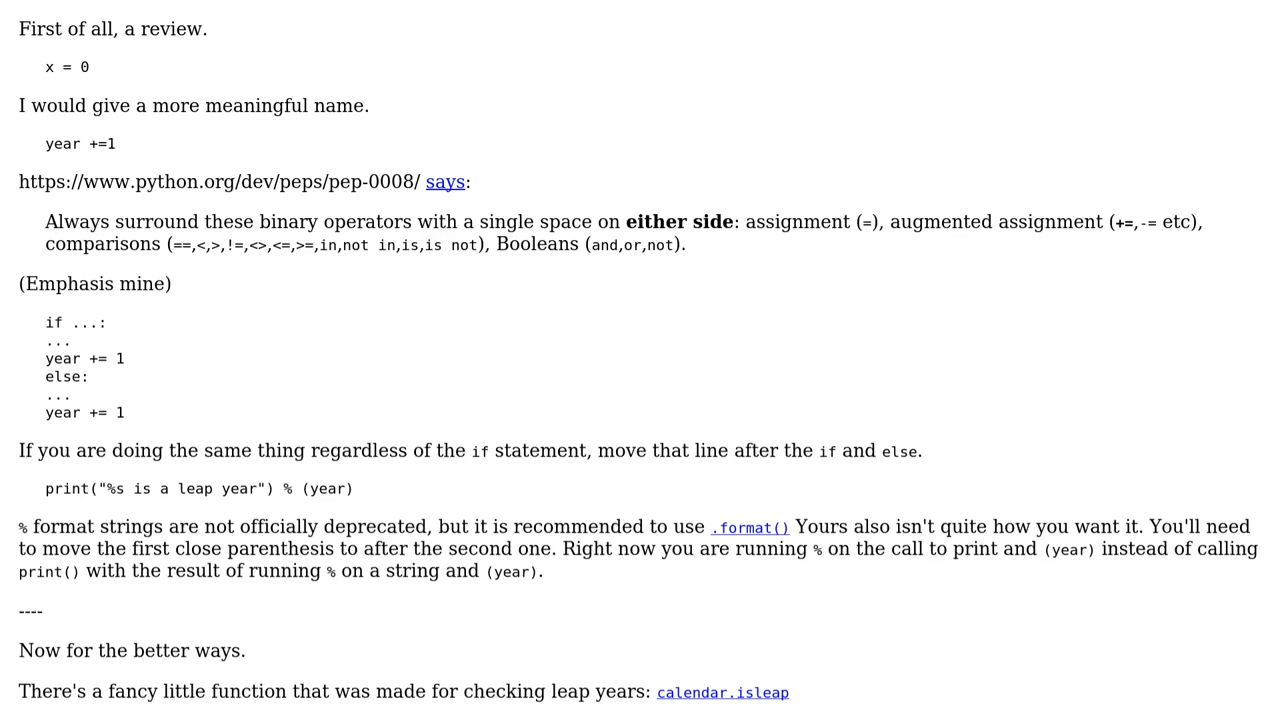 First of all, a review.
x = 0
I would give a more meaningful name.
year +=1
https://www.python.org/dev/peps/pep-0008/ says:
Always surround these binary operators with a single space on either side: assignment (=), augmented assignment (+=,-= etc),
comparisons (==,<,>,!=,<>,<=,>=,in,not in,is,is not), Booleans (and,or,not).
(Emphasis mine)
if ...:
...
year += 1
else:
...
year += 1
If you are doing the same thing regardless of the if statement, move that line after the if and else.
print("%s is a leap year") % (year)
% format strings are not officially deprecated, but it is recommended to use .format() Yours also isn't quite how you want it. You'll need
to move the first close parenthesis to after the second one. Right now you are running % on the call to print and (year) instead of calling
print() with the result of running % on a string and (year).
----
Now for the better ways.
There's a fancy little function that was made for checking leap years: calendar.isleap